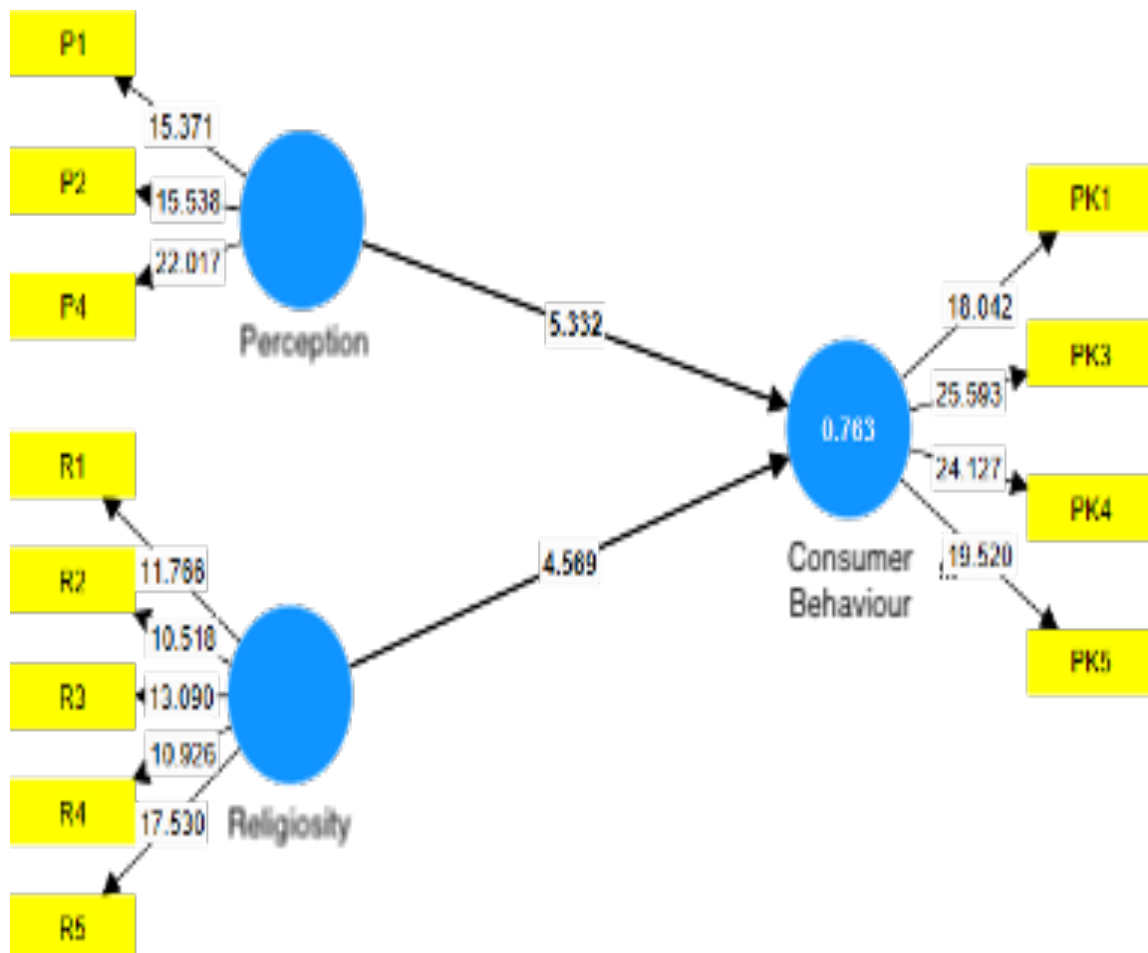 P1
15.371
P2
15.538
22.017
P4
Perception
5.332
PK1
18.042
PK3
25.593
0.763
24.127
PK4
Consumer
Behaviour
19.520
...
PK5
R1
11.766
R2
10.518
R3
13.090
10.926
R4
17.530
Religiosity
4.569
R5